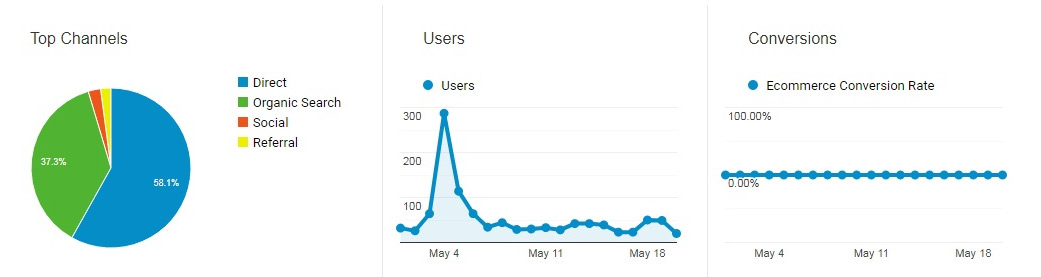 Top Channels
Direct
Organic Search
Social
Referral
37.3%
58.1%
Users
Users
300
200
100
May 4
May 11
May 18
Conversions
Ecommerce Conversion Rate
100.00%
0.00%
May 4
May 11
May 18